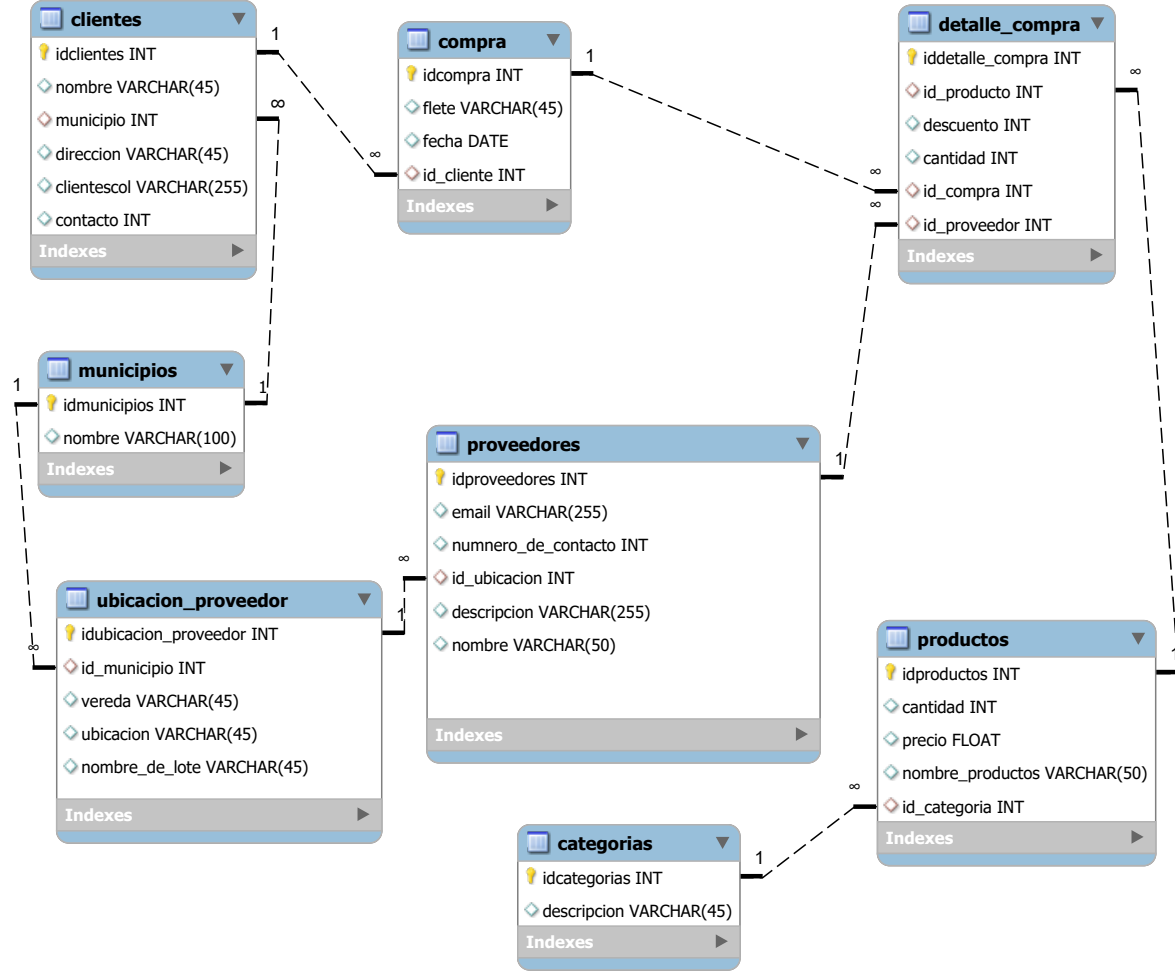 clientes
idclientes INT
nombre VARCHAR(45)
municipio INT
direccion VARCHAR(45)
clientescol VARCHAR(255)
contacto INT
Indexes
1
∞
∞
compra
idcompra INT
flete VARCHAR(45)
fecha DATE
id_cliente INT
Indexes
1
∞
∞
detalle_compra
iddetalle_compra INT
id_producto INT
descuento INT
cantidad INT
id_compra INT
id_proveedor INT
Indexes
∞
municipios
idmunicipios INT
nombre VARCHAR(100)
Indexes
1
1
proveedores
idproveedores INT
email VARCHAR(255)
numnero_de_contacto INT
id_ubicacion INT
descripcion VARCHAR(255)
nombre VARCHAR(50)
Indexes
1
∞
ubicacion_proveedor
idubicacion_proveedor INT
id_municipio INT
vereda VARCHAR(45)
ubicacion VARCHAR(45)
nombre_de_lote VARCHAR(45)
Indexes
∞
1
productos
idproductos INT
cantidad INT
precio FLOAT
nombre_productos VARCHAR(50)
id_categoria INT
Indexes
1
∞
categorias
idcategorias INT
descripcion VARCHAR(45)
Indexes
1